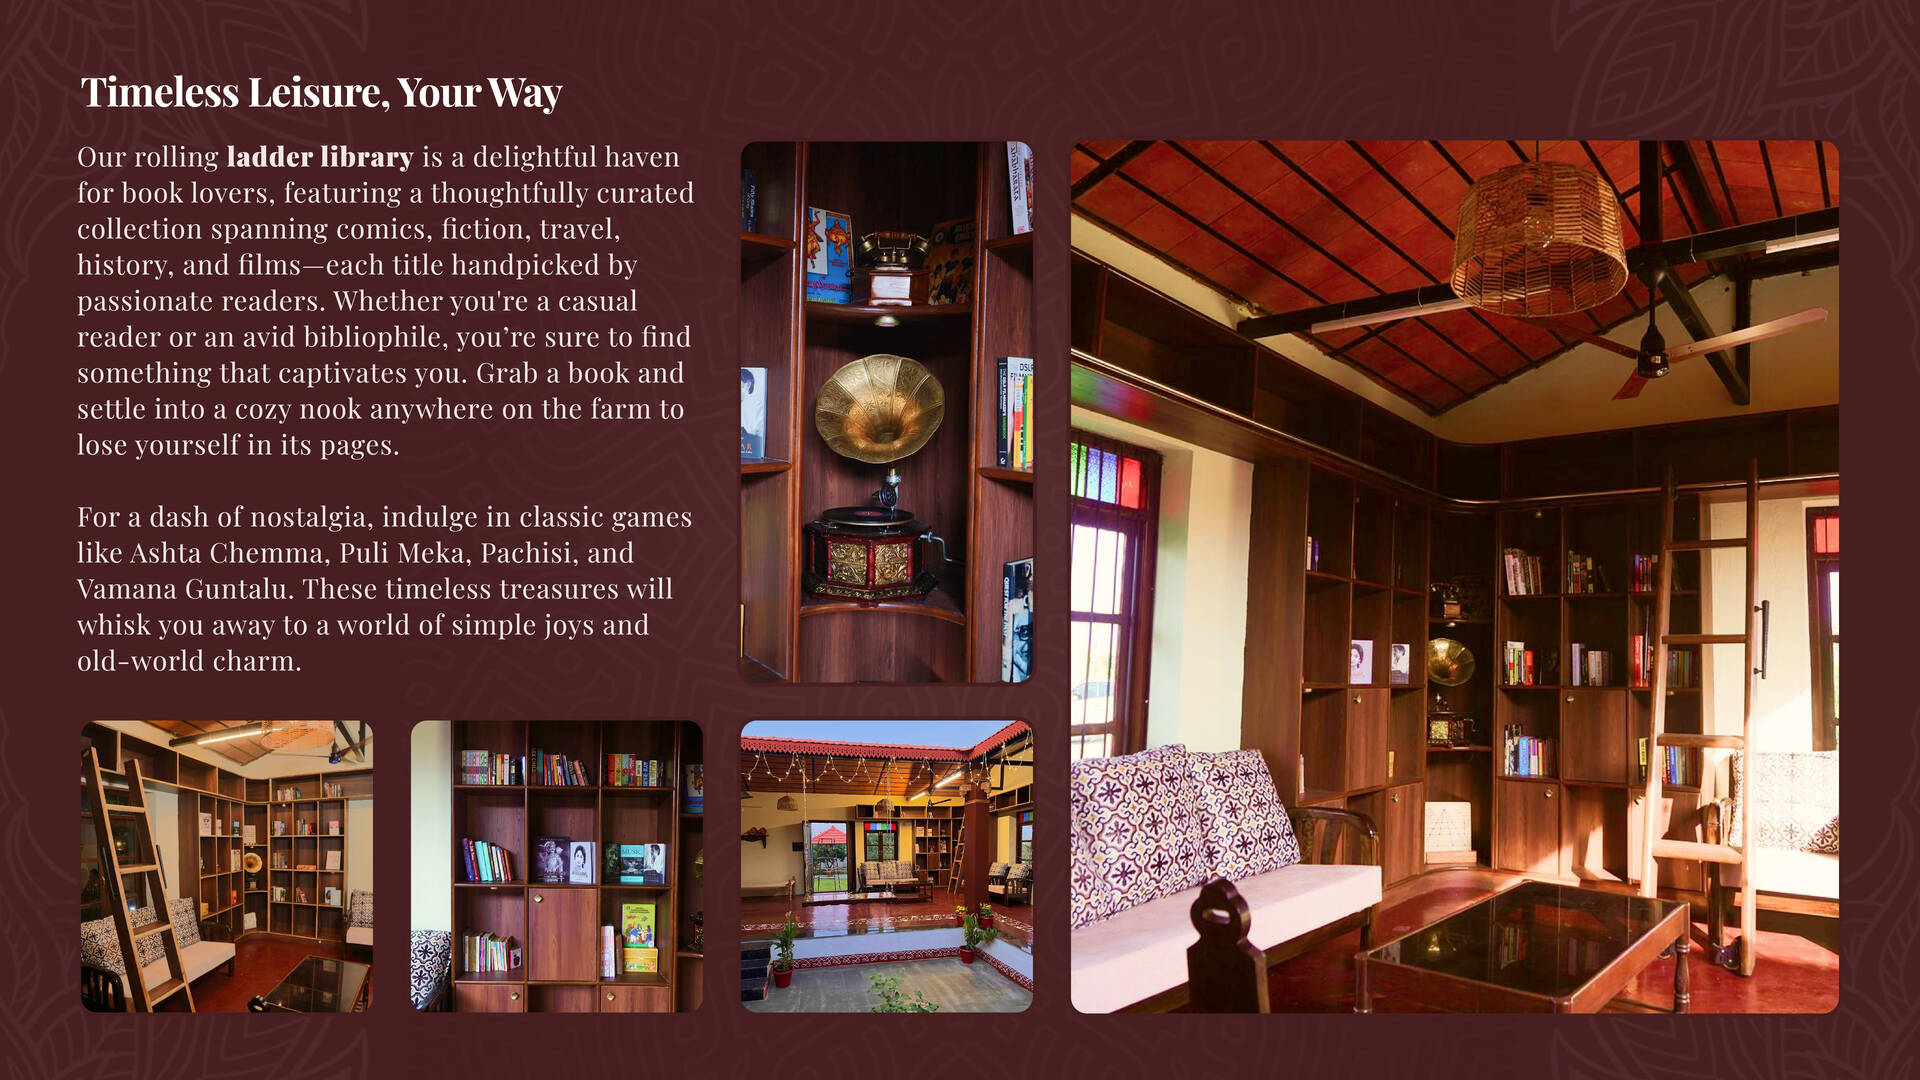 Timeless Leisure, Your Way
Our rolling ladder library is a delightful haven
for book lovers, featuring a thoughtfully curated
collection spanning comics, fiction, travel,
history, and films—each title handpicked by
passionate readers. Whether you're a casual
reader or an avid bibliophile, you’re sure to find
something that captivates you. Grab a book and
settle into a cozy nook anywhere on the farm to
lose yourself in its pages.
For a dash of nostalgia, indulge in classic games
like Ashta Chemma, Puli Meka, Pachisi, and
Vamana Guntalu. These timeless treasures will
whisk you away to a world of simple joys and
old-world charm.
MUSIC